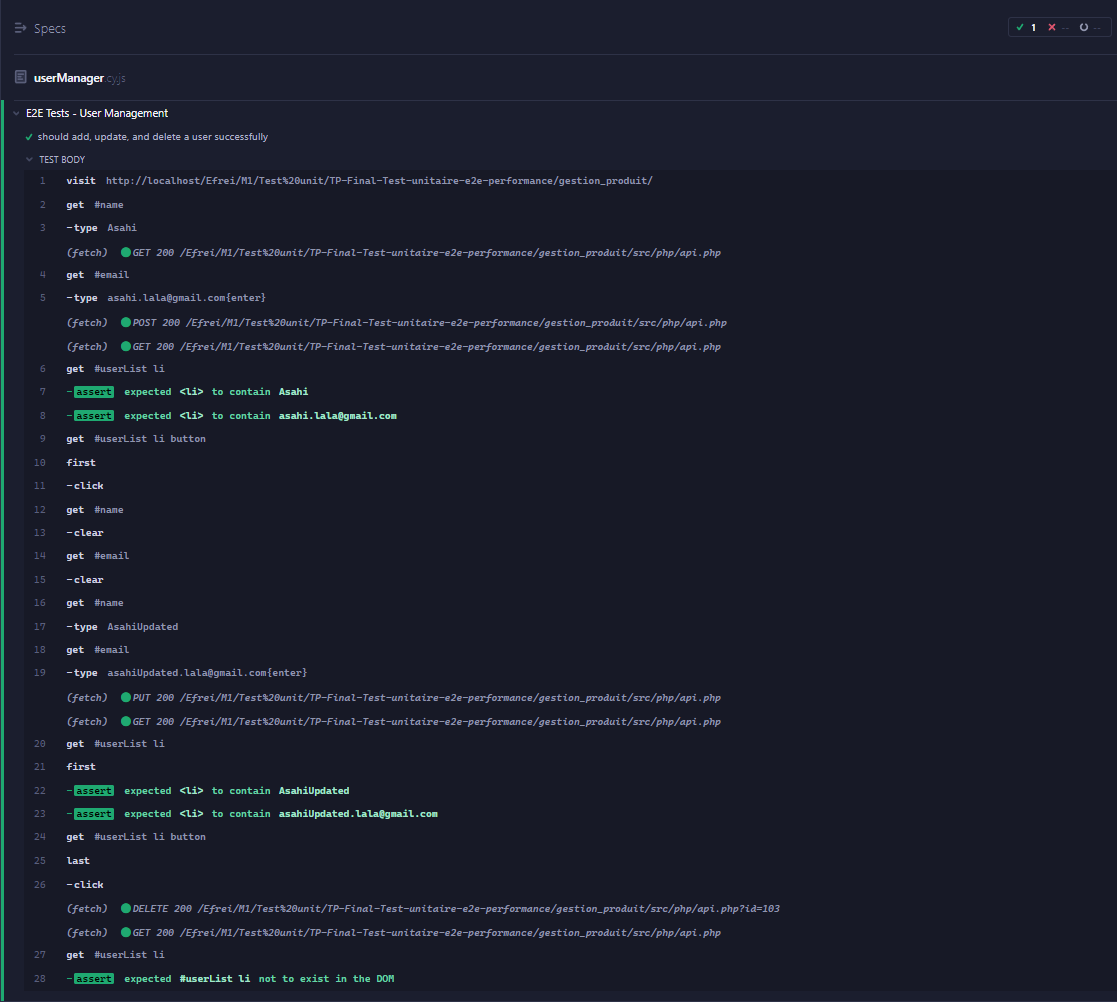 Specs
✓ 1 ✕ -- --
userManager.cy.js
E2E Tests - User Management
✓ should add, update, and delete a user successfully
TEST BODY
1 visit http://localhost/Efrei/M1/Test%20unit/TP-Final-Test-unitaire-e2e-performance/gestion_produit/
2 get #name
3 -type Asahi
(fetch) GET 200 /Efrei/M1/Test%20unit/TP-Final-Test-unitaire-e2e-performance/gestion_produit/src/php/api.php
4 get #email
5 -type asahi.lala@gmail.com{enter}
(fetch) POST 200 /Efrei/M1/Test%20unit/TP-Final-Test-unitaire-e2e-performance/gestion_produit/src/php/api.php
(fetch) GET 200 /Efrei/M1/Test%20unit/TP-Final-Test-unitaire-e2e-performance/gestion_produit/src/php/api.php
6 get #userList li
7 -assert expected <li> to contain Asahi
8 -assert expected <li> to contain asahi.lala@gmail.com
9 get #userList li button
10 first
11 -click
12 get #name
13 -clear
14 get #email
15 -clear
16 get #name
17 -type AsahiUpdated
18 get #email
19 -type asahiUpdated.lala@gmail.com{enter}
(fetch) PUT 200 /Efrei/M1/Test%20unit/TP-Final-Test-unitaire-e2e-performance/gestion_produit/src/php/api.php
(fetch) GET 200 /Efrei/M1/Test%20unit/TP-Final-Test-unitaire-e2e-performance/gestion_produit/src/php/api.php
20 get #userList li
21 first
22 -assert expected <li> to contain AsahiUpdated
23 -assert expected <li> to contain asahiUpdated.lala@gmail.com
24 get #userList li button
25 last
26 -click
(fetch) DELETE 200 /Efrei/M1/Test%20unit/TP-Final-Test-unitaire-e2e-performance/gestion_produit/src/php/api.php?id=103
(fetch) GET 200 /Efrei/M1/Test%20unit/TP-Final-Test-unitaire-e2e-performance/gestion_produit/src/php/api.php
27 get #userList li
28 -assert expected #userList li not to exist in the DOM